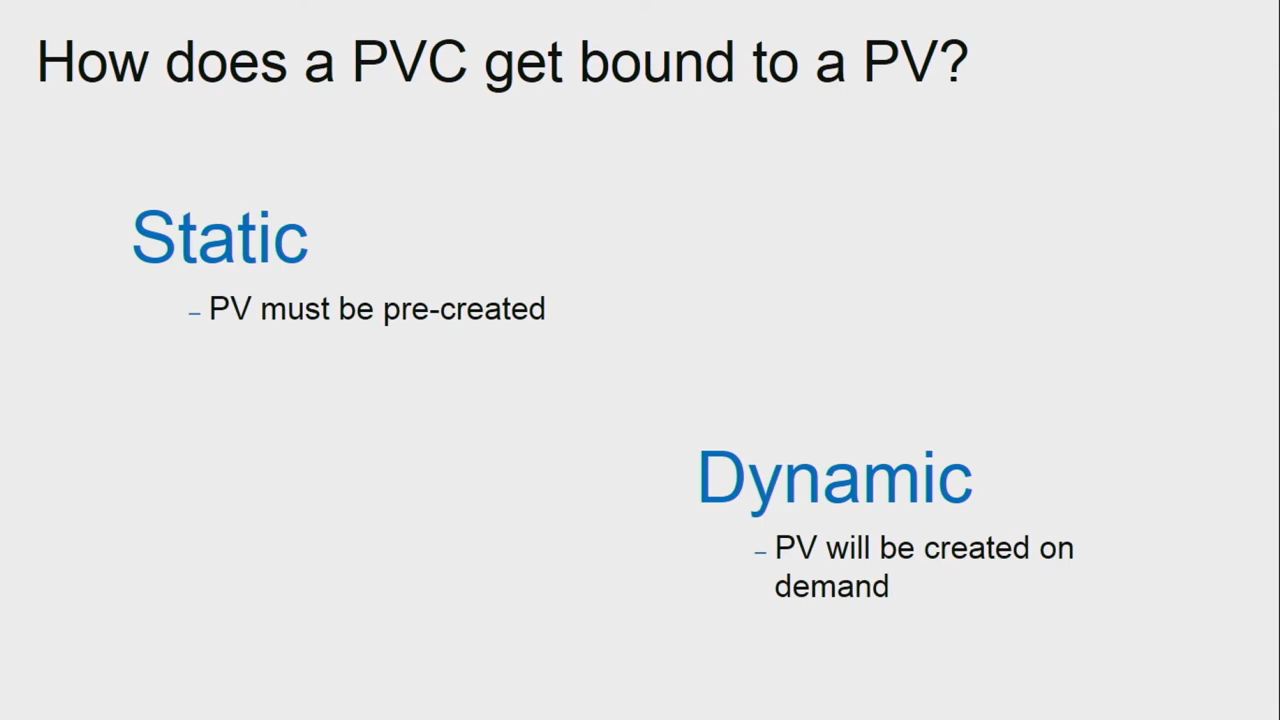 How does a PVC get bound to a PV?
Static
– PV must be pre-created
Dynamic
– PV will be created on
demand